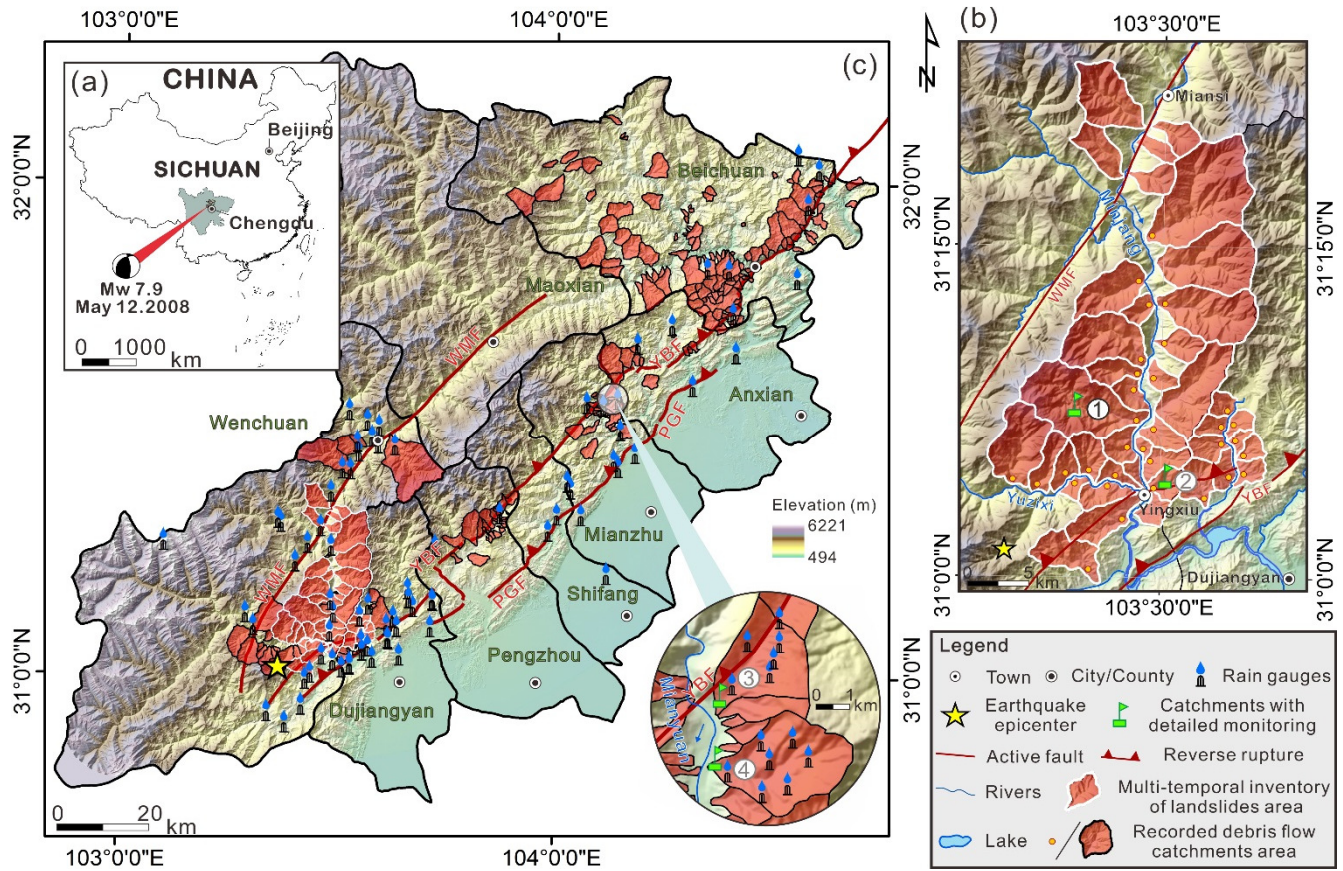 103°0'0"E
104°0'0"E
(a)
CHINA
Beijing
SICHUAN
Chengdu
Mw 7.9
May 12.2008
0 1000
km
(c)
32°0'0"N
32°0'0"N
31°0'0"N
31°0'0"N
Beichuan
Maoxian
WMF
YBF
Anxian
PGF
Wenchuan
Elevation (m)
6221
494
Mianzhu
YBF
WMF
PGF
Shifang
Pengzhou
Dujiangyan
YBF
3
0 1
km
Mianyuan
4
0 20
km
103°0'0"E
104°0'0"E
N
(b)
103°30'0"E
Miansi
Minjiang
31°15'0"N
31°15'0"N
WMF
1
2
Yuzixi
Yingxiu
YBF
31°0'0"N
31°0'0"N
0 5
km
Dujiangyan
103°30'0"E
Legend
Town
City/County
Rain gauges
Earthquake
epicenter
Catchments with
detailed monitoring
Active fault
Reverse rupture
Rivers
Multi-temporal inventory
of landslides area
Lake
Recorded debris flow
catchments area